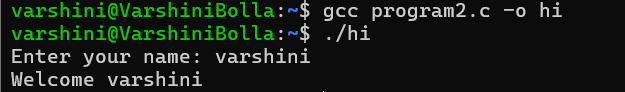 varshini@VarshiniBolla:~$ gcc program2.c -o hi
varshini@VarshiniBolla:~$ ./hi
Enter your name: varshini
Welcome varshini